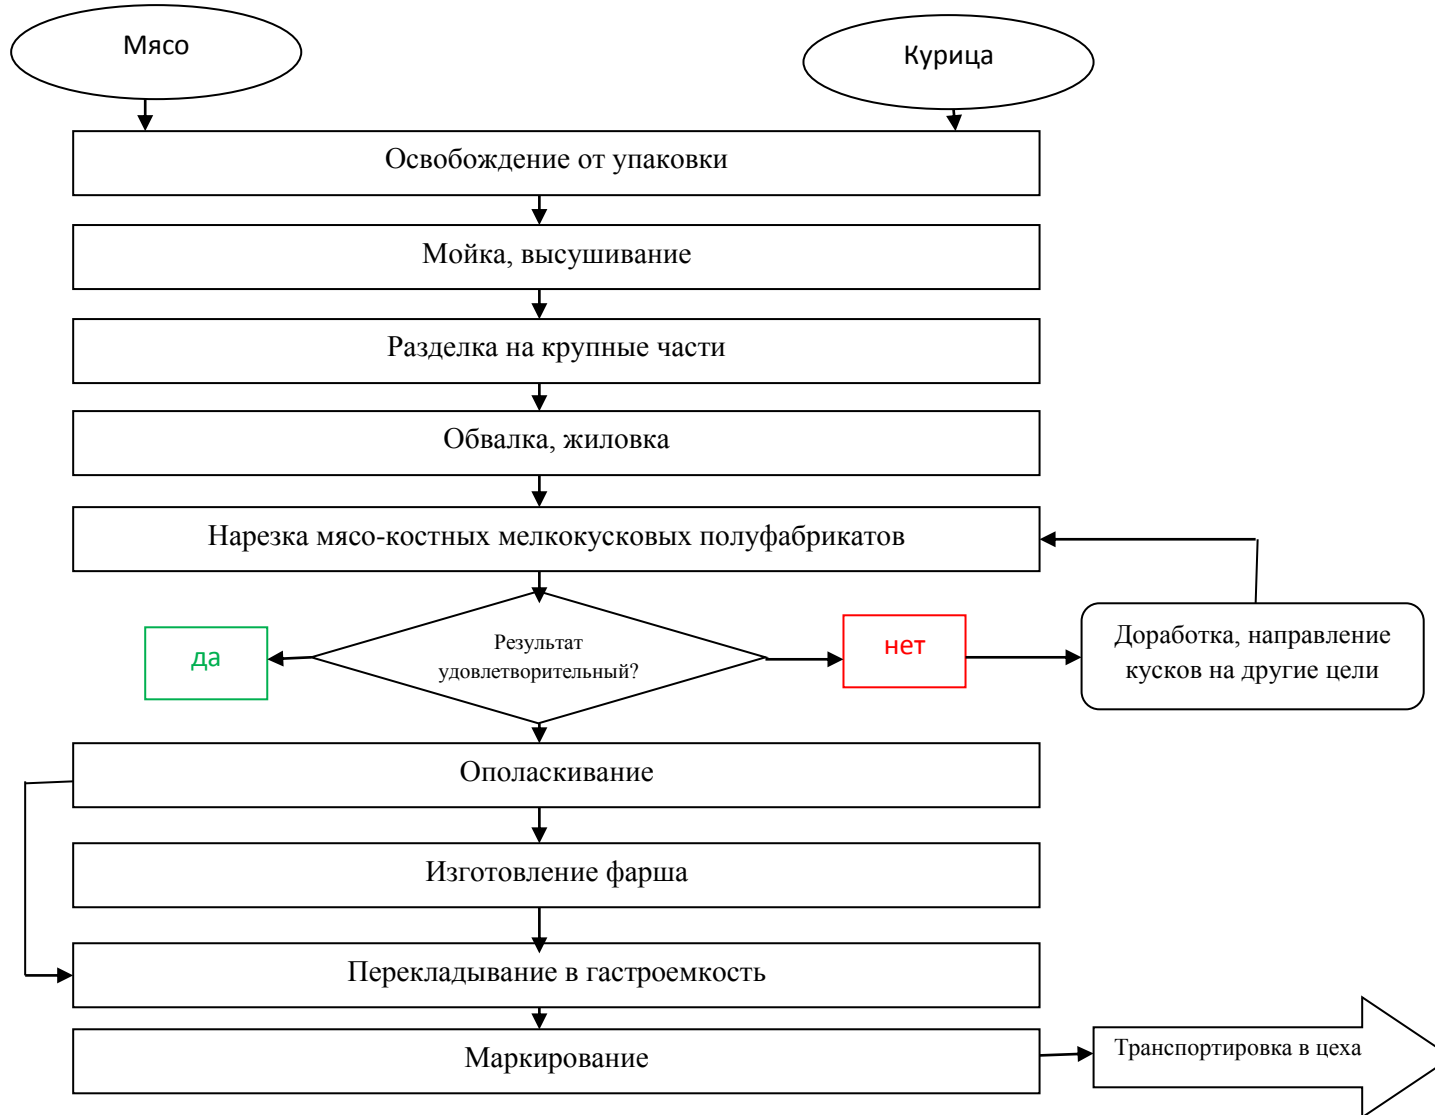 Мясо
Курица
Освобождение от упаковки
Мойка, высушивание
Разделка на крупные части
Обвалка, жиловка
Нарезка мясо-костных мелкокусковых полуфабрикатов
да
Результат
удовлетворительный?
нет
Доработка, направление
кусков на другие цели
Ополаскивание
Изготовление фарша
Перекладывание в гастроемкость
Маркирование
Транспортировка в цеха